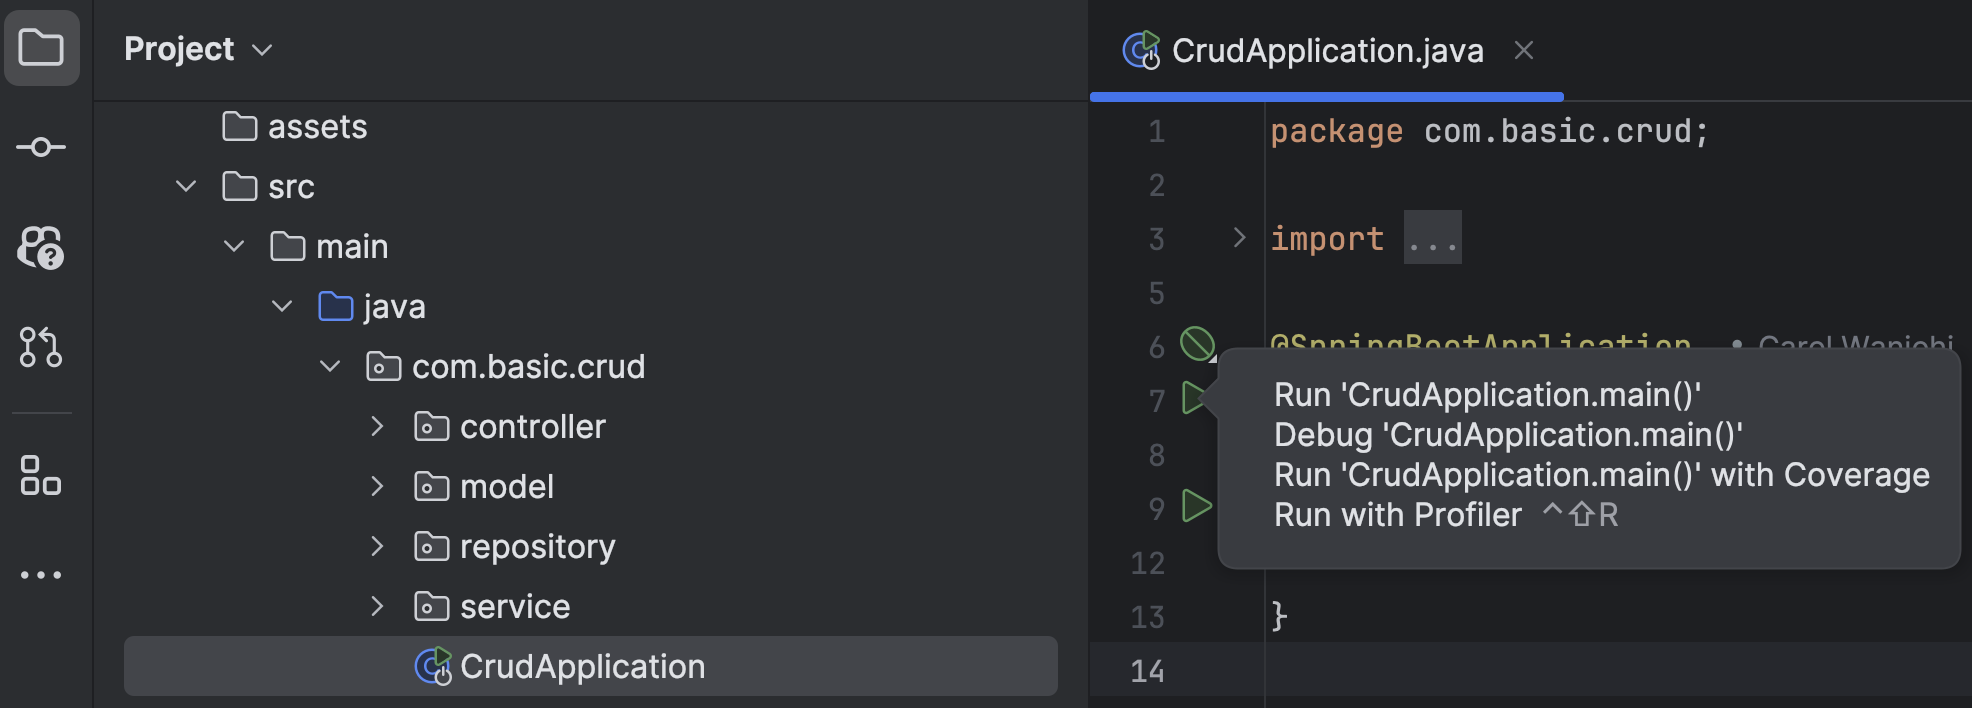 Project
assets
src
main
java
com.basic.crud
controller
model
repository
service
CrudApplication
CrudApplication.java
1 package com.basic.crud;
2
3 import ...
5
6 @SpringBootApplication Carol Wanjohi
7
8
9
12
13 }
14
Run 'CrudApplication.main()'
Debug 'CrudApplication.main()'
Run 'CrudApplication.main()' with Coverage
Run with Profiler ^⇧R